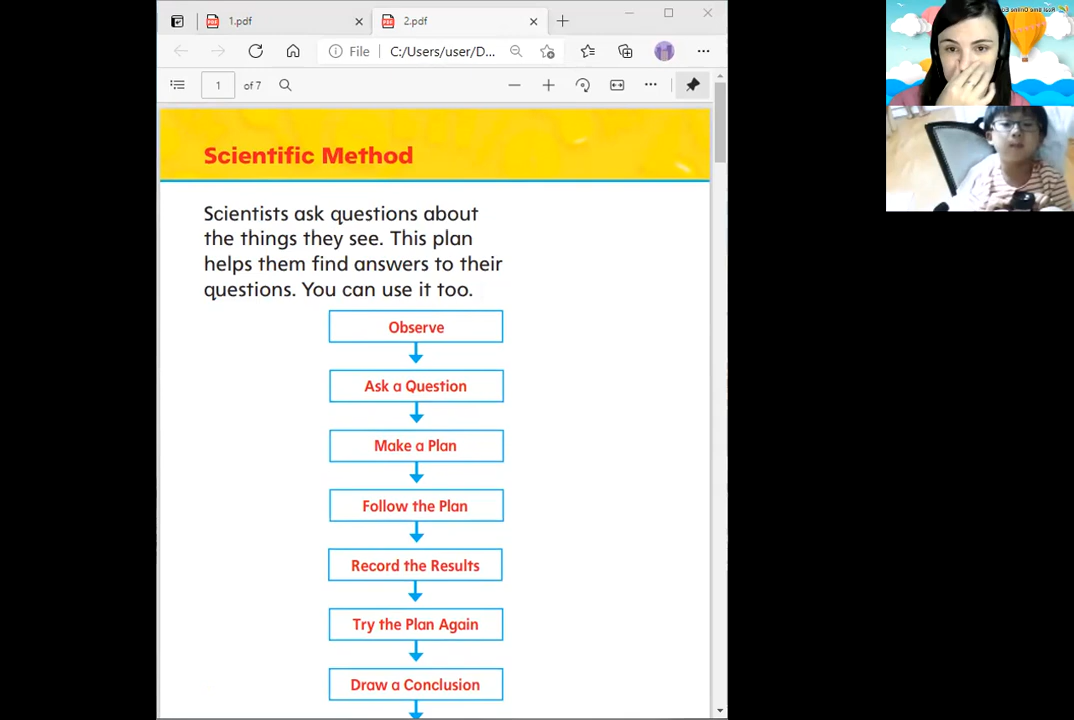 1.pdf
2.pdf
File
C:/Users/user/D...
1
of 7
Scientific Method
Scientists ask questions about
the things they see. This plan
helps them find answers to their
questions. You can use it too.
Observe
Ask a Question
Make a Plan
Follow the Plan
Record the Results
Try the Plan Again
Draw a Conclusion